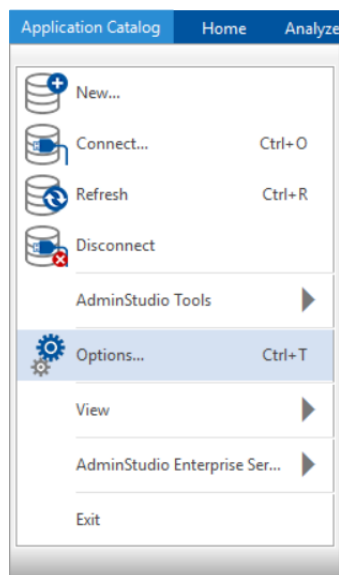 Application Catalog Home Analyze
New...
Connect... Ctrl+O
Refresh Ctrl+R
Disconnect
AdminStudio Tools
Options... Ctrl+T
View
AdminStudio Enterprise Ser...
Exit